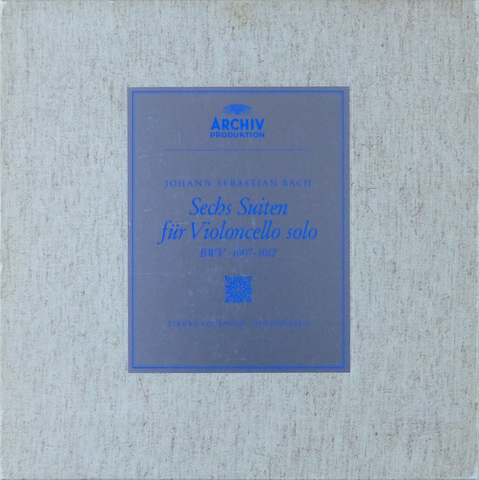 ARCHIV
PRODUKTION
JOHANN SEBASTIAN BACH
Sechs Suiten
für Violoncello solo
BWV 1007-1012
PIERRE FOURNIER · VIOLONCELLO